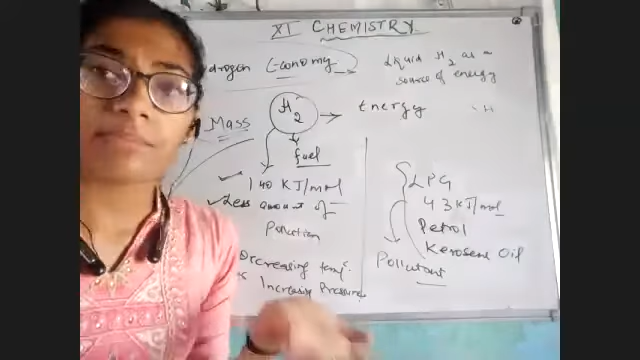 XI CHEMISTRY
drogen Economy
Liquid H2 as a
source of energy
H2 → Energy
Mass
fuel
140 KJ/mol
Less amount of
Pollution
Decreasing temp.
Increasing Pressure
LPG
43 KJ/mol
Petrol
Kerosene Oil
Pollutant